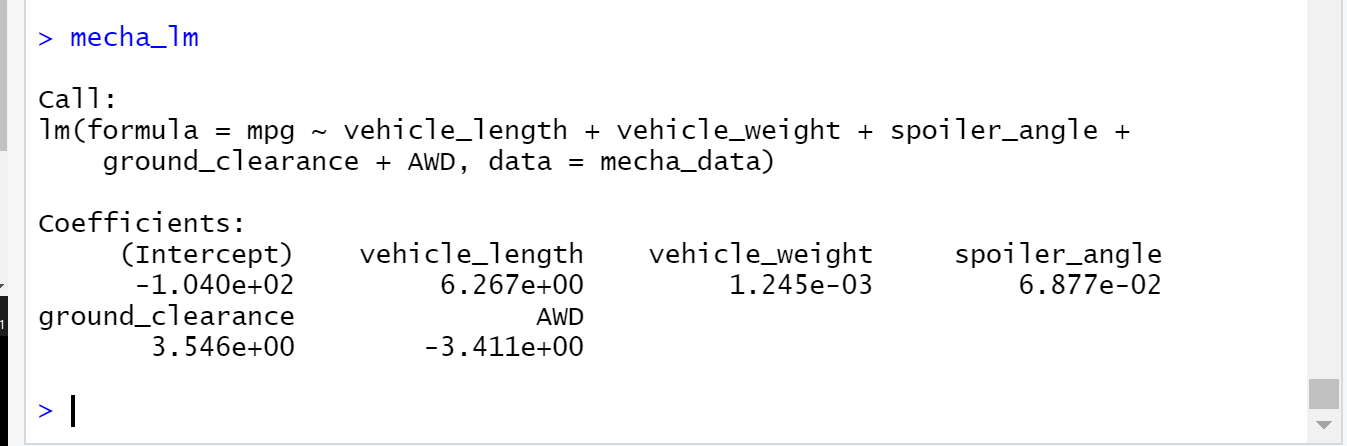 > mecha_lm
Call:
lm(formula = mpg ~ vehicle_length + vehicle_weight + spoiler_angle +
    ground_clearance + AWD, data = mecha_data)
Coefficients:
     (Intercept)    vehicle_length    vehicle_weight     spoiler_angle
      -1.040e+02         6.267e+00         1.245e-03         6.877e-02
ground_clearance               AWD
       3.546e+00        -3.411e+00
>
1